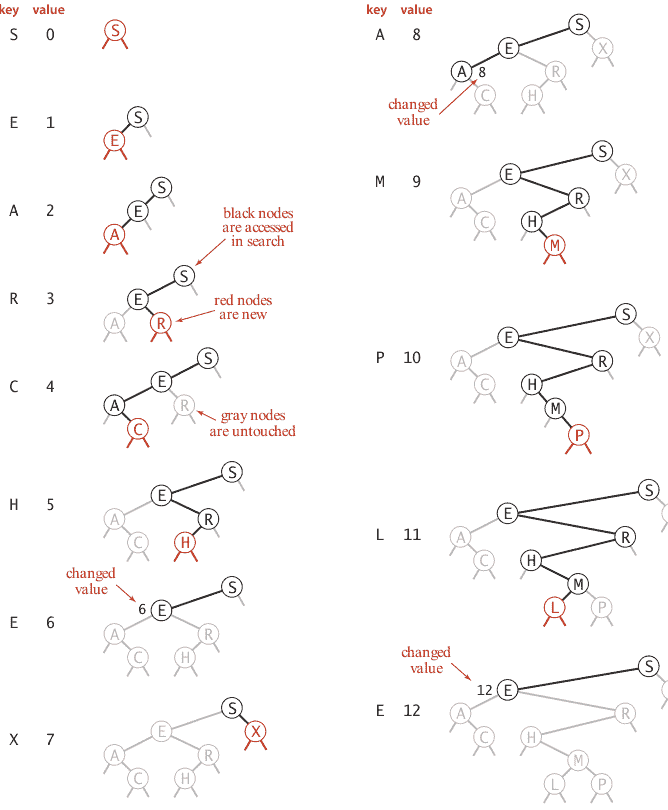 key value
S 0
S
E 1
S
E
A 2
S
E
A
black nodes
are accessed
in search
R 3
S
E
A R
red nodes
are new
C 4
S
E
A R
C
gray nodes
are untouched
H 5
S
E
A R
C H
changed
value
E 6
S
6 E
A R
C H
X 7
S
E X
A R
C H
key value
A 8
S
E X
A 8 R
C H
changed
value
M 9
S
E X
A R
C H
M
P 10
S
E X
A R
C H
M
P
L 11
S
E
A R
C H
M
L P
changed
value
E 12
S
12 E
A R
C H
M
L P